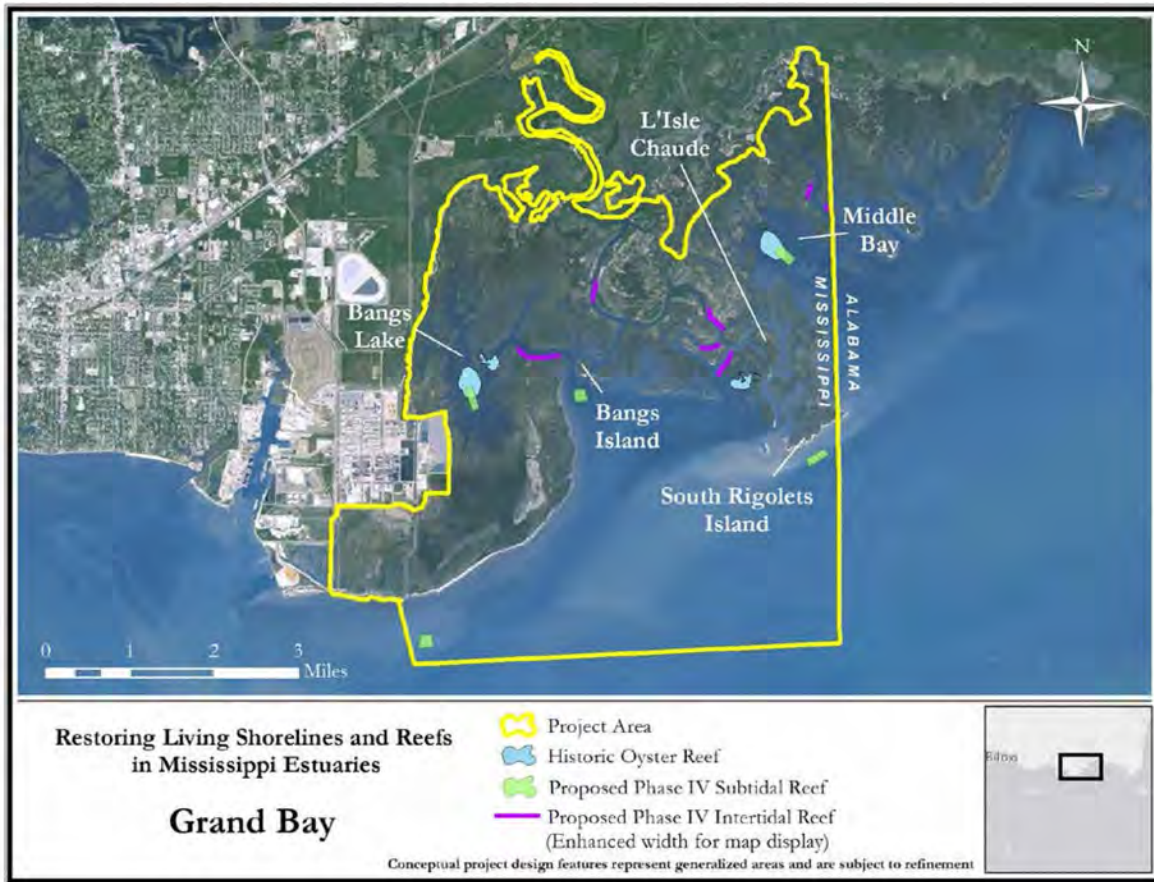 N
L'Isle
Chaude
Middle
Bay
MISSISSIPPI
ALABAMA
Bangs
Lake
Bangs
Island
South Rigolets
Island
0 1 2 3
Miles
Restoring Living Shorelines and Reefs
in Mississippi Estuaries
Grand Bay
Project Area
Historic Oyster Reef
Proposed Phase IV Subtidal Reef
Proposed Phase IV Intertidal Reef
(Enhanced width for map display)
Conceptual project design features represent generalized areas and are subject to refinement
Biloxi